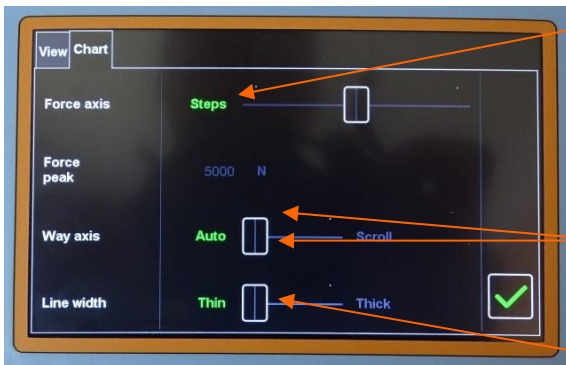 View Chart
Force axis Steps
Force
peak
5000 N
Way axis Auto Scroll
Line width Thin Thick